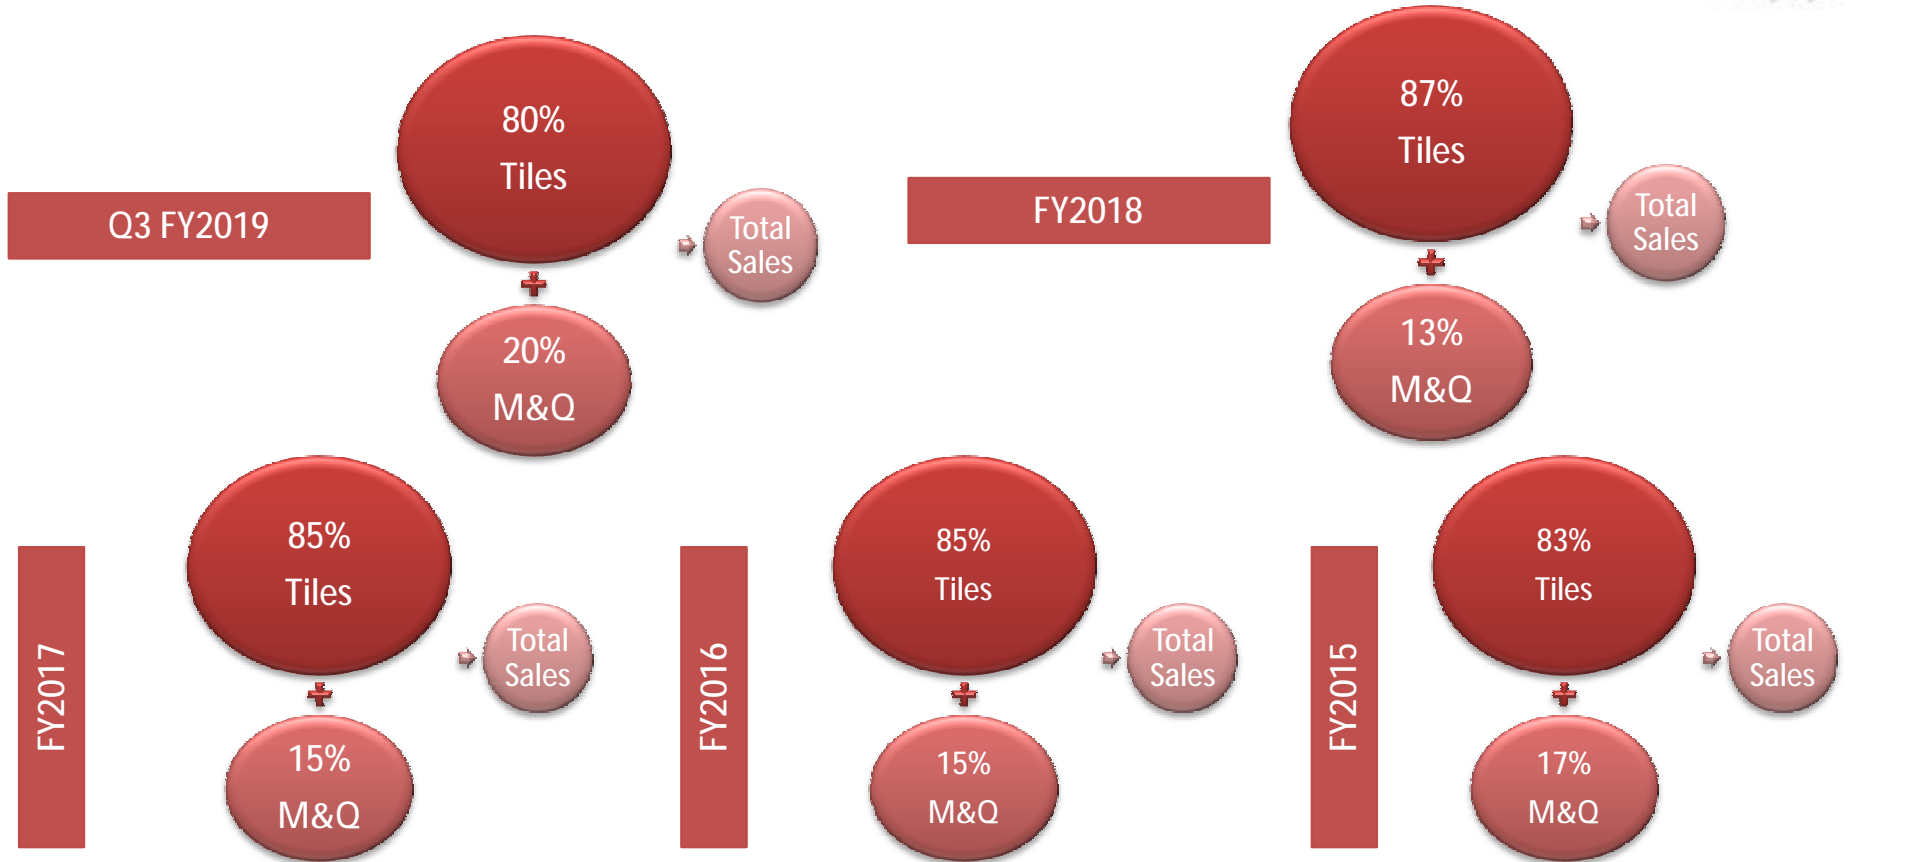 Q3 FY2019
80%
Tiles
20%
M&Q
Total
Sales
FY2018
87%
Tiles
13%
M&Q
Total
Sales
FY2017
85%
Tiles
15%
M&Q
Total
Sales
FY2016
85%
Tiles
15%
M&Q
Total
Sales
FY2015
83%
Tiles
17%
M&Q
Total
Sales